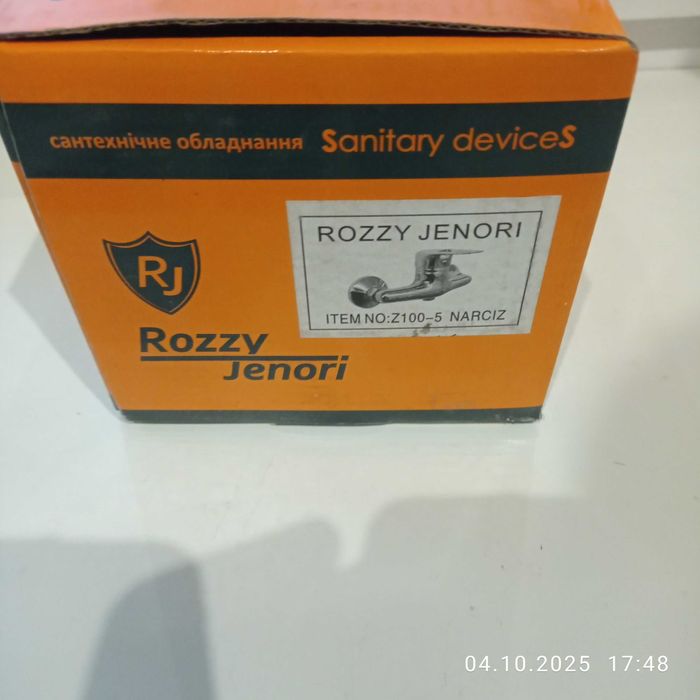 сантехнічне обладнання Sanitary deviceS
RJ
Rozzy
Jenori
ROZZY JENORI
ITEM NO:Z100-5 NARCIZ
04.10.2025 17:48